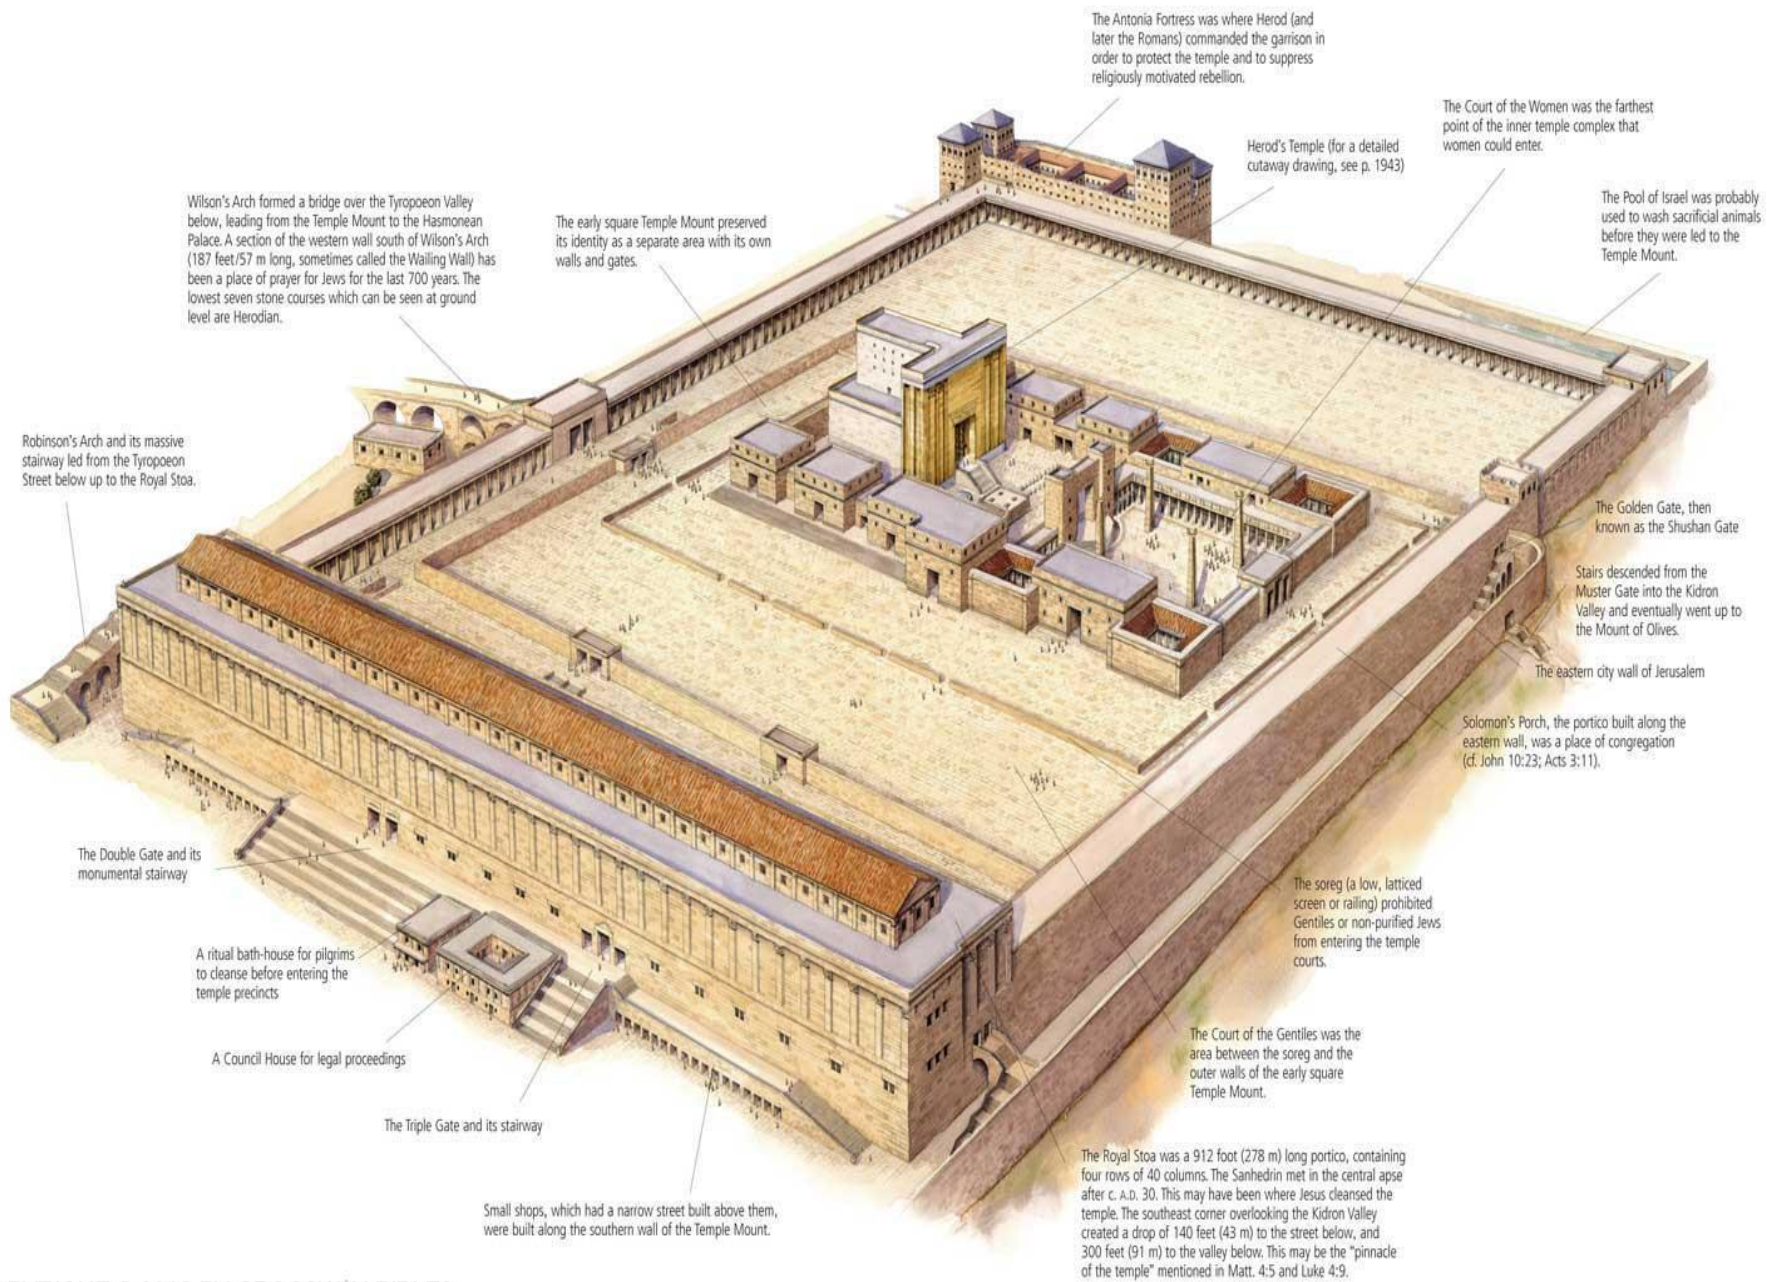 The Antonia Fortress was where Herod (and
later the Romans) commanded the garrison in
order to protect the temple and to suppress
religiously motivated rebellion.
The Court of the Women was the farthest
point of the inner temple complex that
women could enter.
Herod's Temple (for a detailed
cutaway drawing, see p. 1943)
The Pool of Israel was probably
used to wash sacrificial animals
before they were led to the
Temple Mount.
Wilson's Arch formed a bridge over the Tyropoeon Valley
below, leading from the Temple Mount to the Hasmonean
Palace. A section of the western wall south of Wilson's Arch
(187 feet/57 m long, sometimes called the Wailing Wall) has
been a place of prayer for Jews for the last 700 years. The
lowest seven stone courses which can be seen at ground
level are Herodian.
The early square Temple Mount preserved
its identity as a separate area with its own
walls and gates.
Robinson's Arch and its massive
stairway led from the Tyropoeon
Street below up to the Royal Stoa.
The Golden Gate, then
known as the Shushan Gate
Stairs descended from the
Muster Gate into the Kidron
Valley and eventually went up to
the Mount of Olives.
The eastern city wall of Jerusalem
Solomon's Porch, the portico built along the
eastern wall, was a place of congregation
(cf. John 10:23; Acts 3:11).
The Double Gate and its
monumental stairway
The soreg (a low, latticed
screen or railing) prohibited
Gentiles or non-purified Jews
from entering the temple
courts.
A ritual bath-house for pilgrims
to cleanse before entering the
temple precincts
A Council House for legal proceedings
The Court of the Gentiles was the
area between the soreg and the
outer walls of the early square
Temple Mount.
The Triple Gate and its stairway
Small shops, which had a narrow street built above them,
were built along the southern wall of the Temple Mount.
The Royal Stoa was a 912 foot (278 m) long portico, containing
four rows of 40 columns. The Sanhedrin met in the central apse
after c. A.D. 30. This may have been where Jesus cleansed the
temple. The southeast corner overlooking the Kidron Valley
created a drop of 140 feet (43 m) to the street below, and
300 feet (91 m) to the valley below. This may be the "pinnacle
of the temple" mentioned in Matt. 4:5 and Luke 4:9.